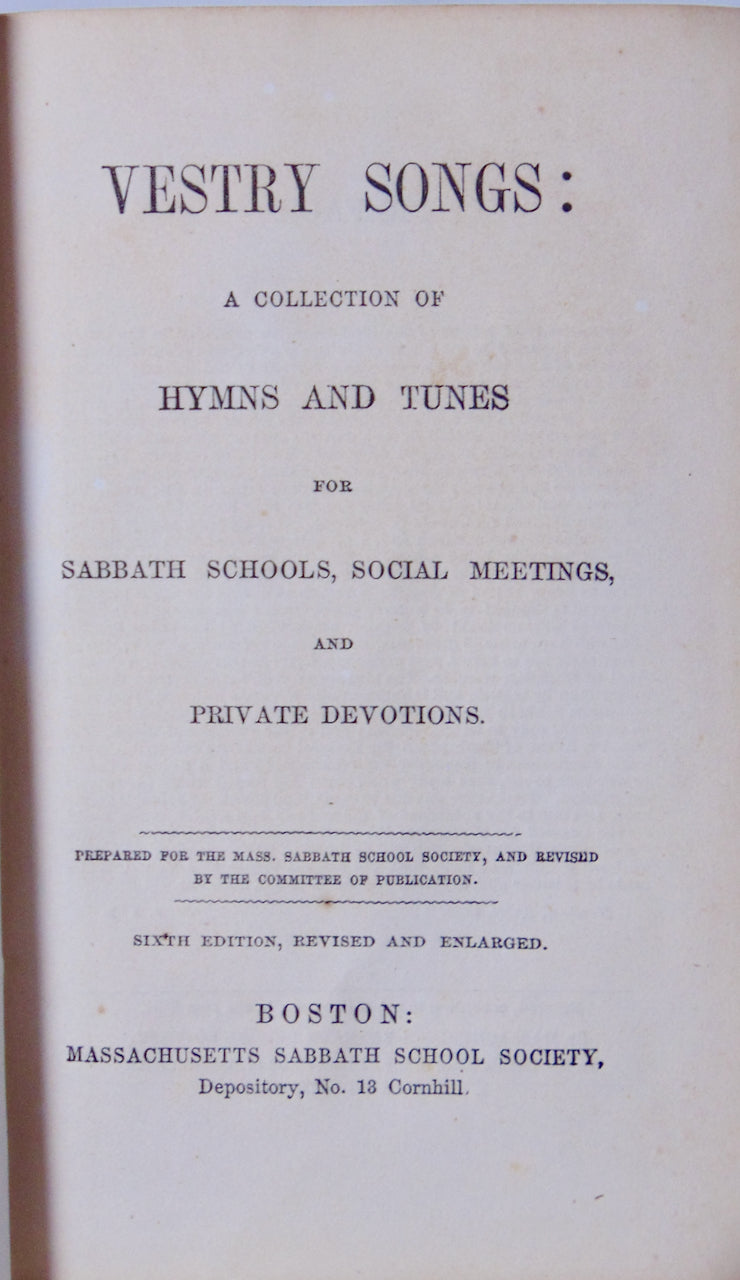 VESTRY SONGS:
A COLLECTION OF
HYMNS AND TUNES
FOR
SABBATH SCHOOLS, SOCIAL MEETINGS,
AND
PRIVATE DEVOTIONS.
PREPARED FOR THE MASS. SABBATH SCHOOL SOCIETY, AND REVISED
BY THE COMMITTEE OF PUBLICATION.
SIXTH EDITION, REVISED AND ENLARGED.
BOSTON:
MASSACHUSETTS SABBATH SCHOOL SOCIETY,
Depository, No. 13 Cornhill.